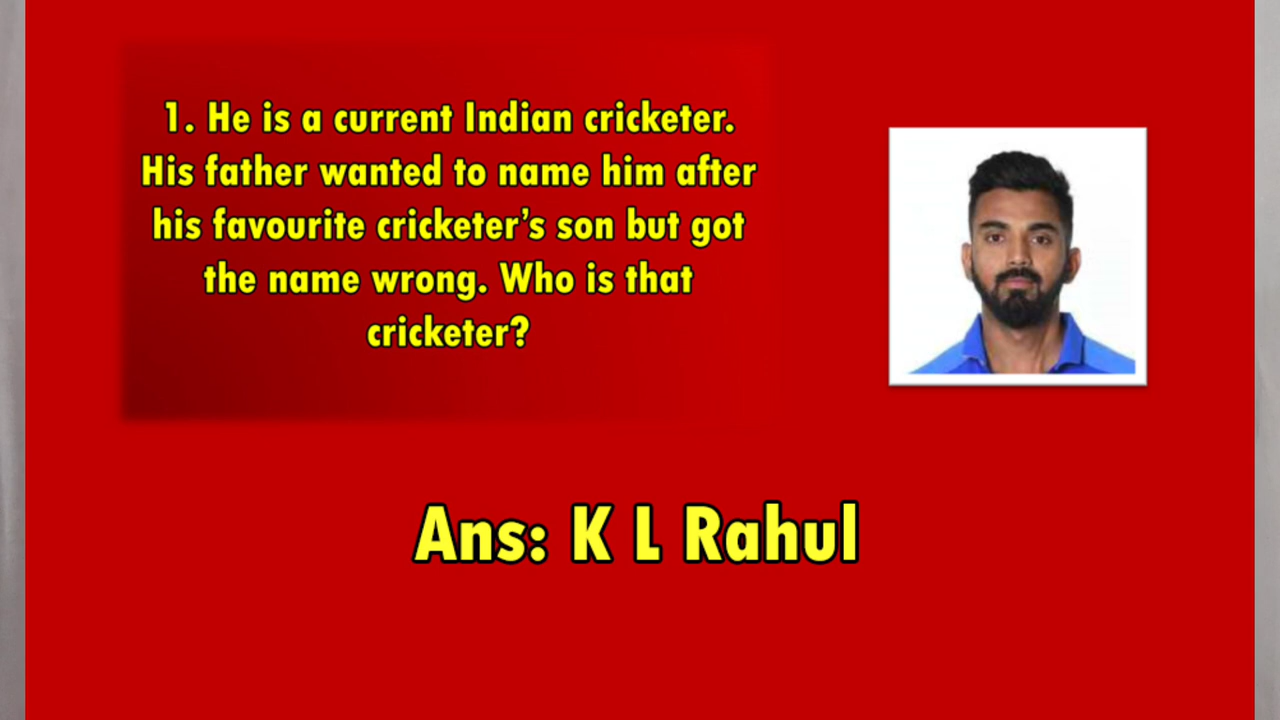 1. He is a current Indian cricketer.
His father wanted to name him after
his favourite cricketer’s son but got
the name wrong. Who is that
cricketer?
Ans: K L Rahul